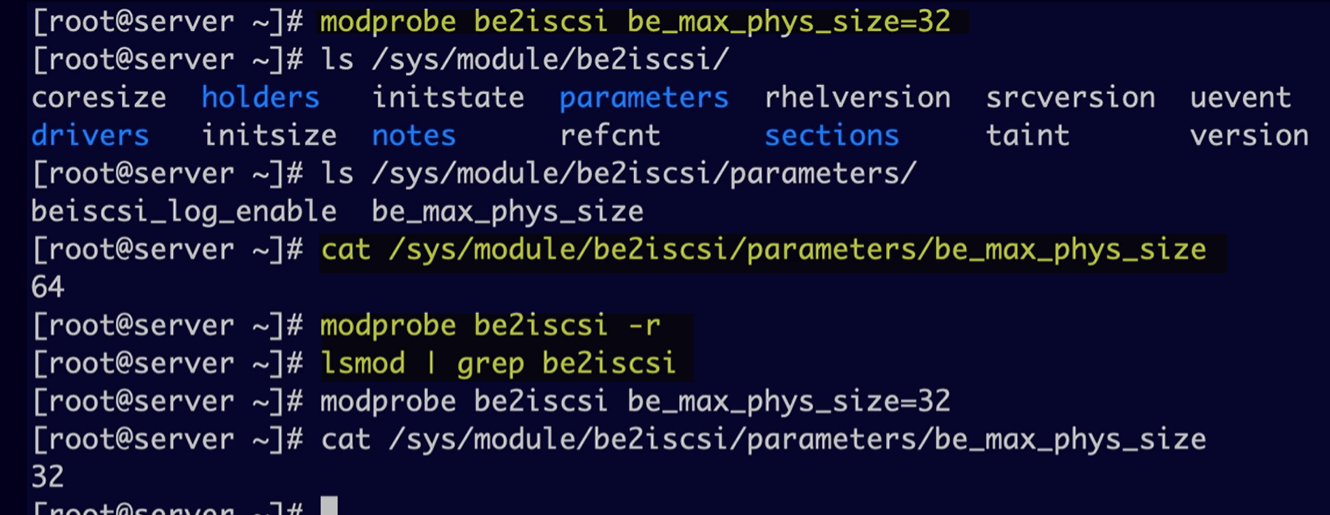 [root@server ~]# modprobe be2iscsi be_max_phys_size=32
[root@server ~]# ls /sys/module/be2iscsi/
coresize  holders   initstate  parameters  rhelversion  srcversion  uevent
drivers   initsize  notes      refcnt      sections     taint       version
[root@server ~]# ls /sys/module/be2iscsi/parameters/
beiscsi_log_enable  be_max_phys_size
[root@server ~]# cat /sys/module/be2iscsi/parameters/be_max_phys_size
64
[root@server ~]# modprobe be2iscsi -r
[root@server ~]# lsmod | grep be2iscsi
[root@server ~]# modprobe be2iscsi be_max_phys_size=32
[root@server ~]# cat /sys/module/be2iscsi/parameters/be_max_phys_size
32
[root@server ~]#